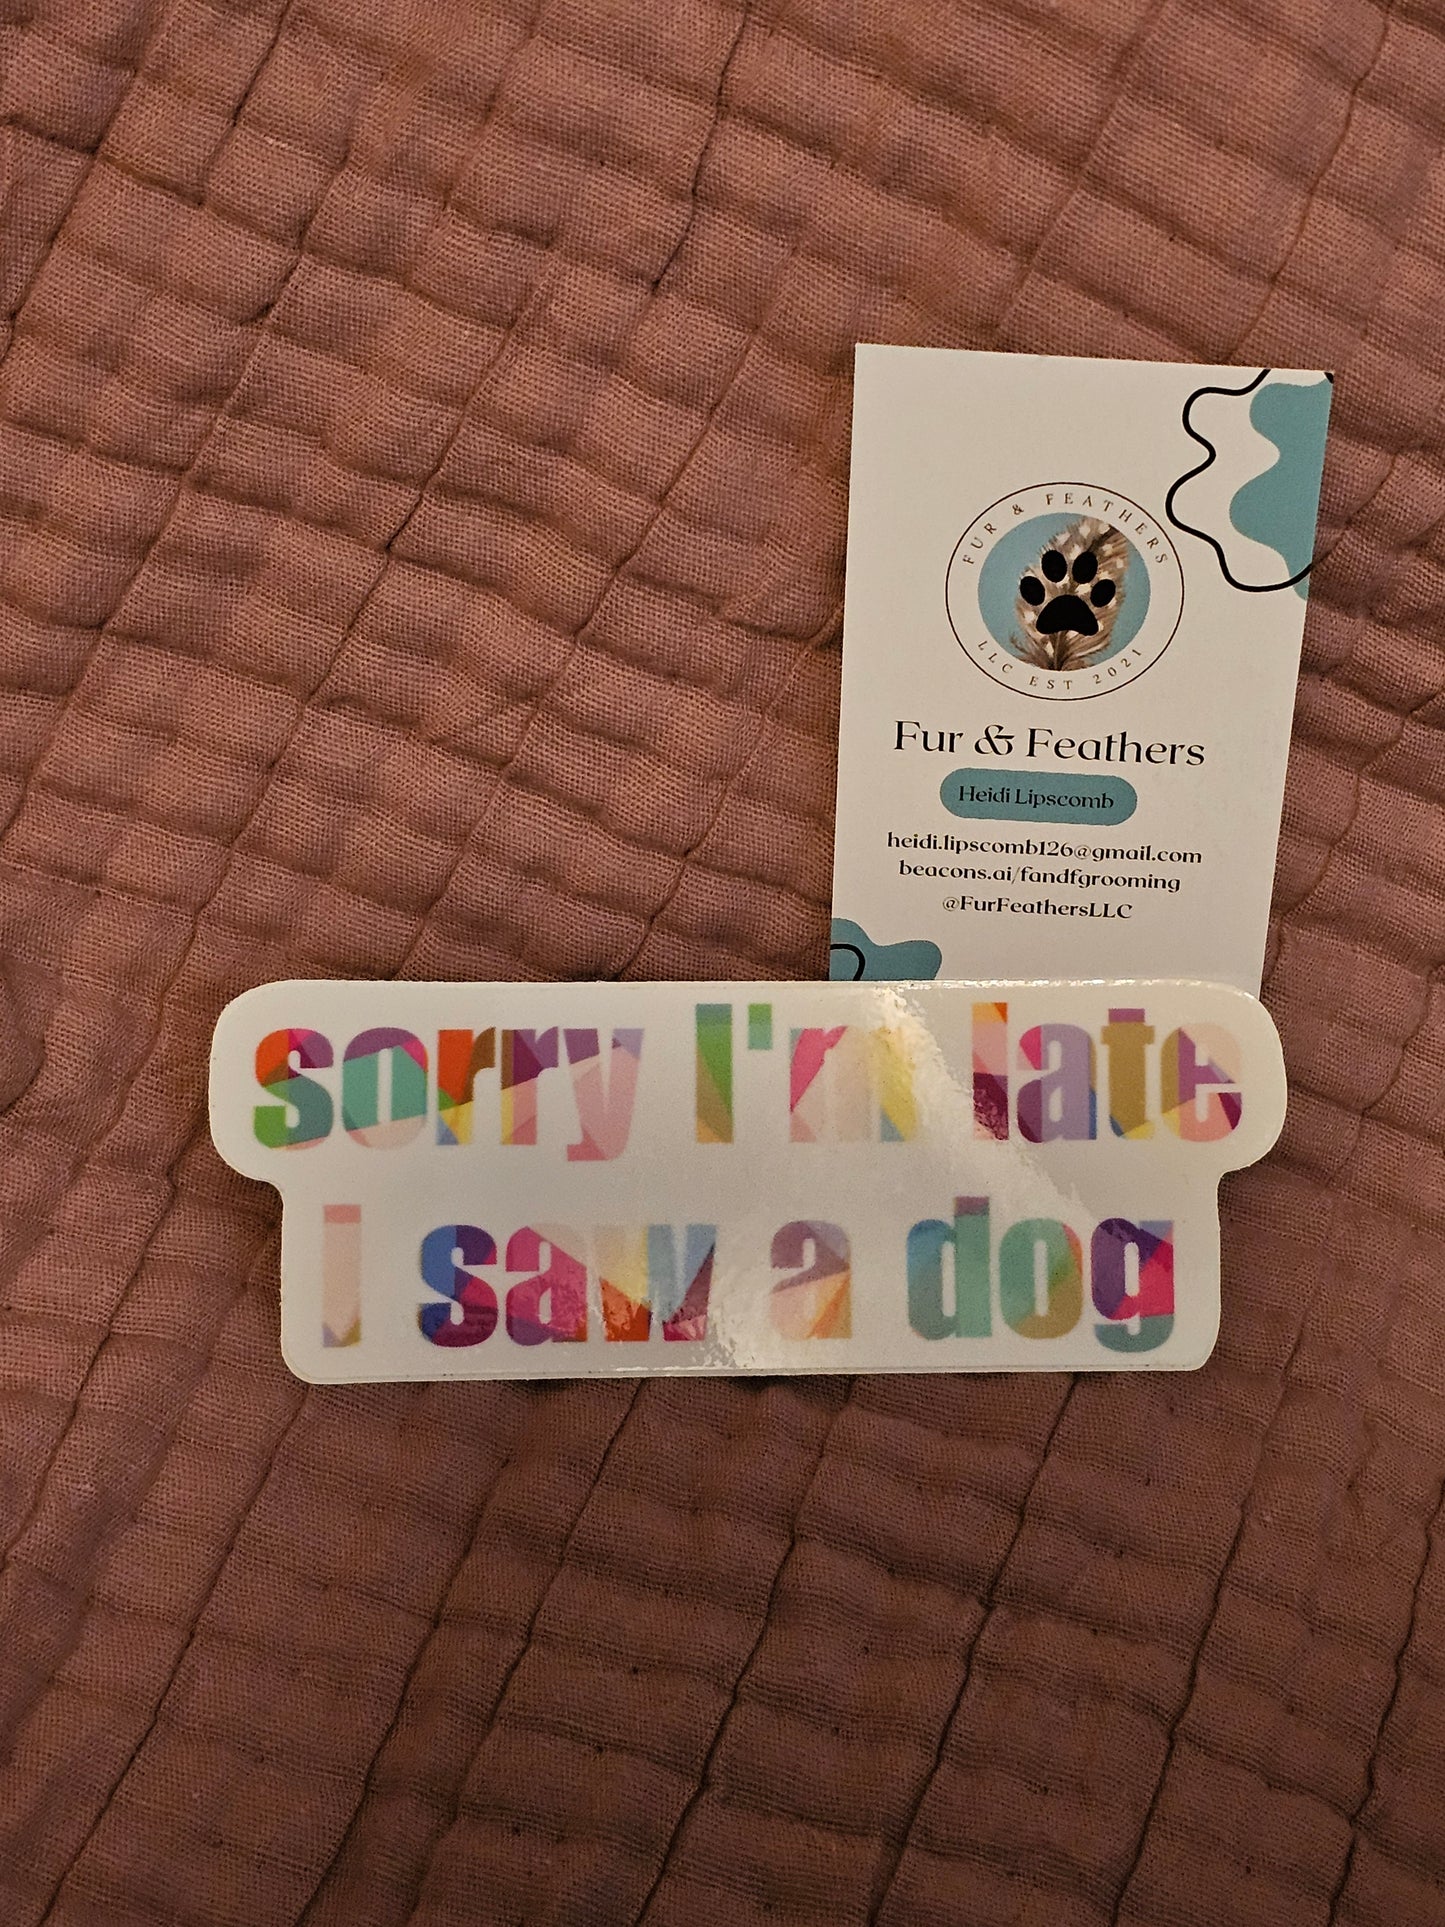 FUR & FEATHERS
LLC EST 2021
Fur & Feathers
Heidi Lipscomb
heidi.lipscomb126@gmail.com
beacons.ai/fandfgrooming
@FurFeathersLLC
sorry I'm late
i saw a dog